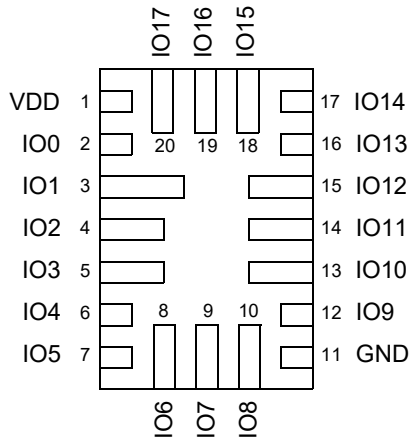 IO17 IO16 IO15
VDD 1 17 IO14
IO0 2 20 19 18 16 IO13
IO1 3 15 IO12
IO2 4 14 IO11
IO3 5 13 IO10
IO4 6 8 9 10 12 IO9
IO5 7 11 GND
IO6 IO7 IO8